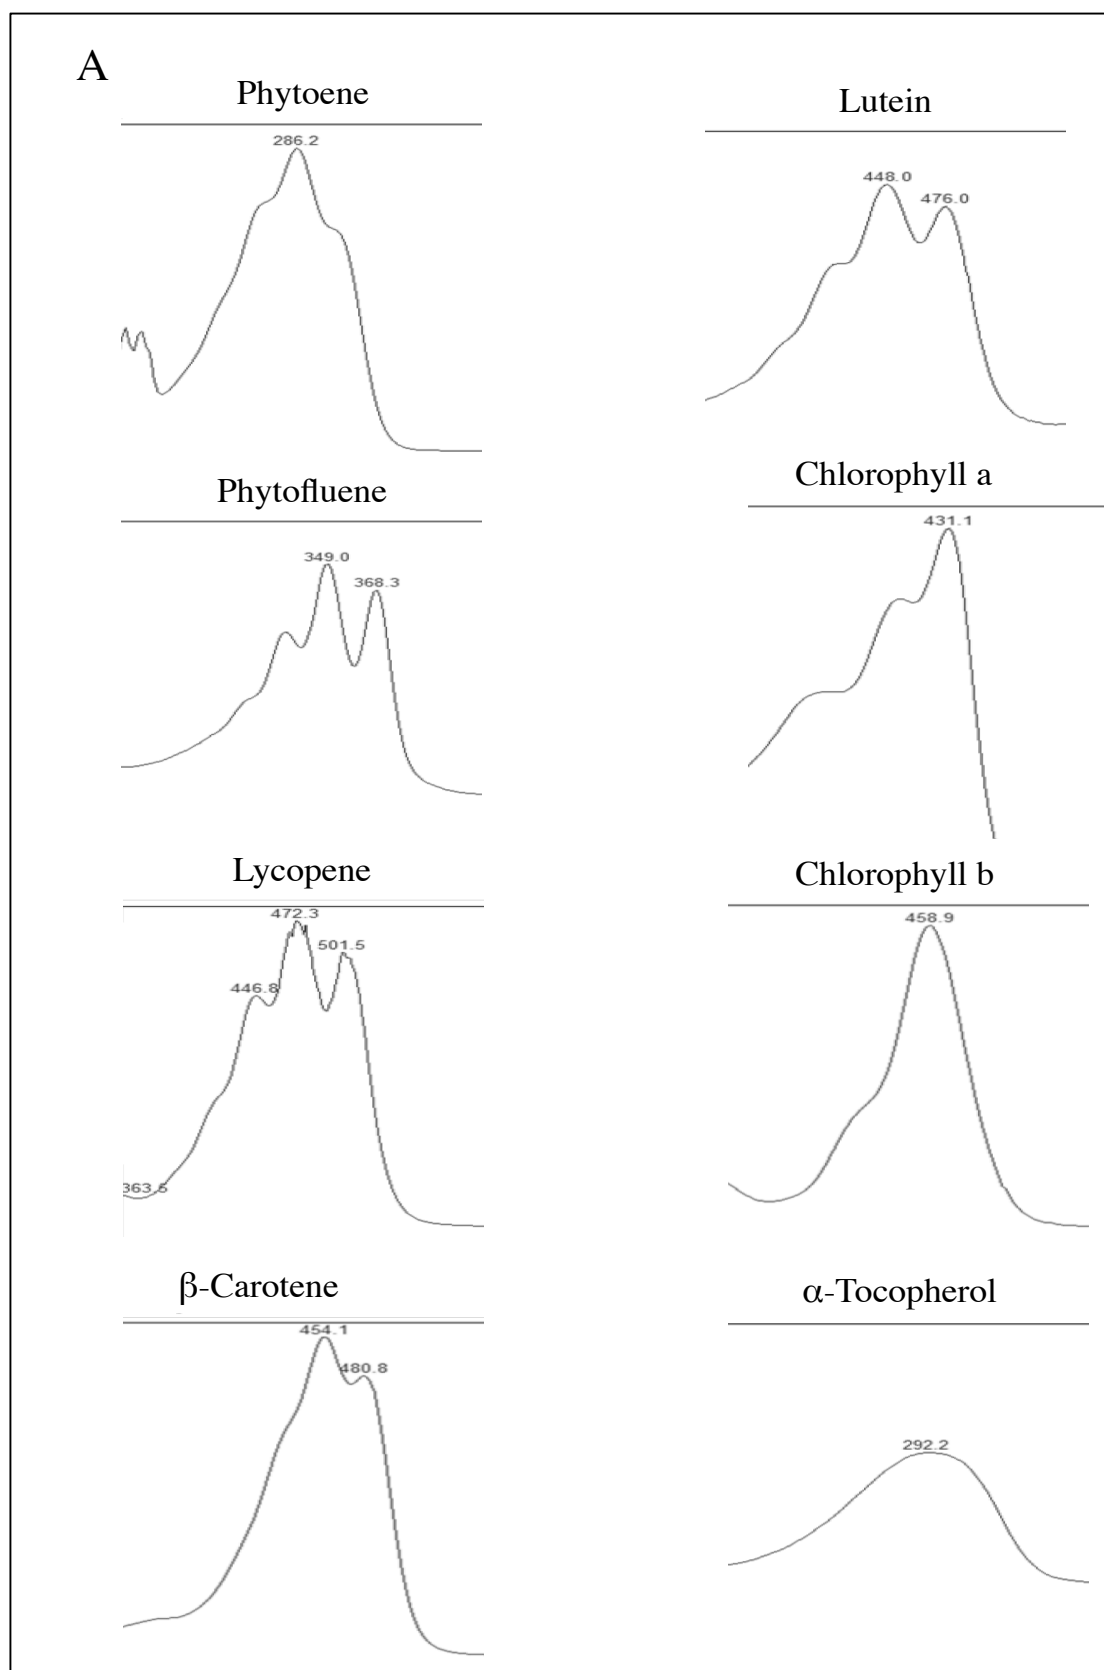 A
Phytoene
286.2
Lutein
448.0
476.0
Phytofluene
349.0
368.3
Chlorophyll a
431.1
Lycopene
472.3
501.5
446.8
363.5
Chlorophyll b
458.9
β-Carotene
454.1
480.8
α-Tocopherol
292.2